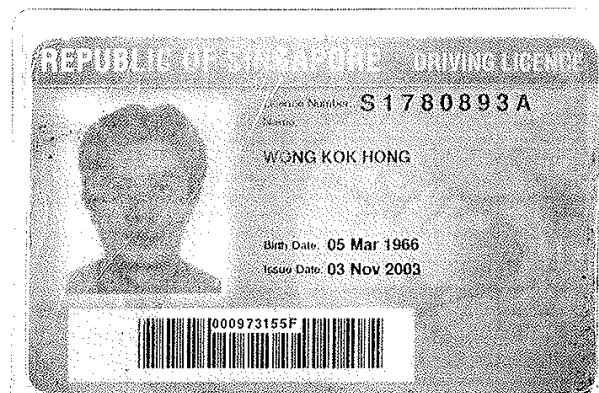 REPUBLIC OF SINGAPORE DRIVING LICENCE
Licence Number: S1780893A
Name:
WONG KOK HONG
Birth Date: 05 Mar 1966
Issue Date: 03 Nov 2003
000973155F